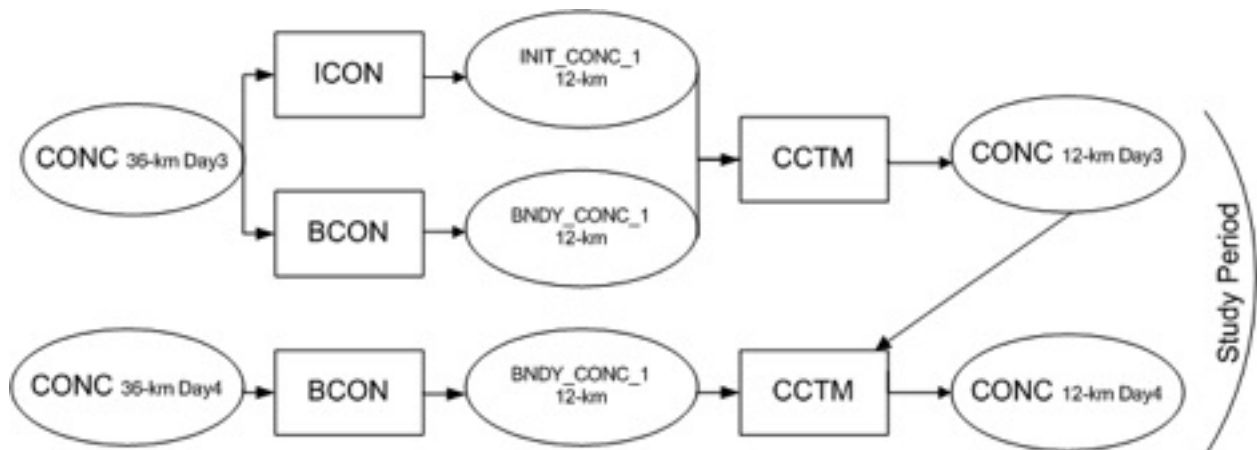 ICON
INIT_CONC_1
12-km
CONC 36-km Day3
CCTM
CONC 12-km Day3
BCON
BNDY_CONC_1
12-km
Study Period
CONC 36-km Day4
BCON
BNDY_CONC_1
12-km
CCTM
CONC 12-km Day4